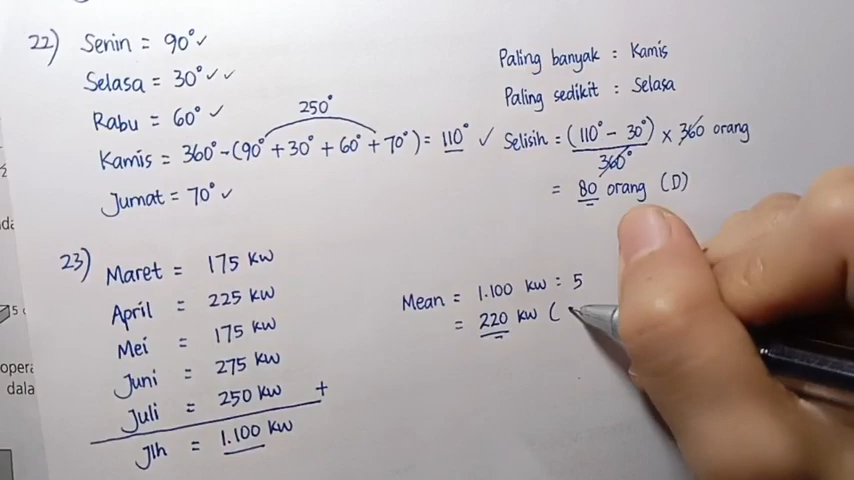 22) Senin = 90° ✓
Selasa = 30° ✓ ✓
Rabu = 60° ✓
250°
Kamis = 360° - (90° + 30° + 60° + 70°) = 110° ✓
Jumat = 70° ✓
Paling banyak : Kamis
Paling sedikit : Selasa
Selisih = (110° - 30°) / 360° × 360 orang
= 80 orang (D)
23) Maret = 175 kw
April = 225 kw
Mei = 175 kw
Juni = 275 kw
Juli = 250 kw +
Jlh = 1.100 kw
Mean = 1.100 kw : 5
= 220 kw (
5 c
opera
dala